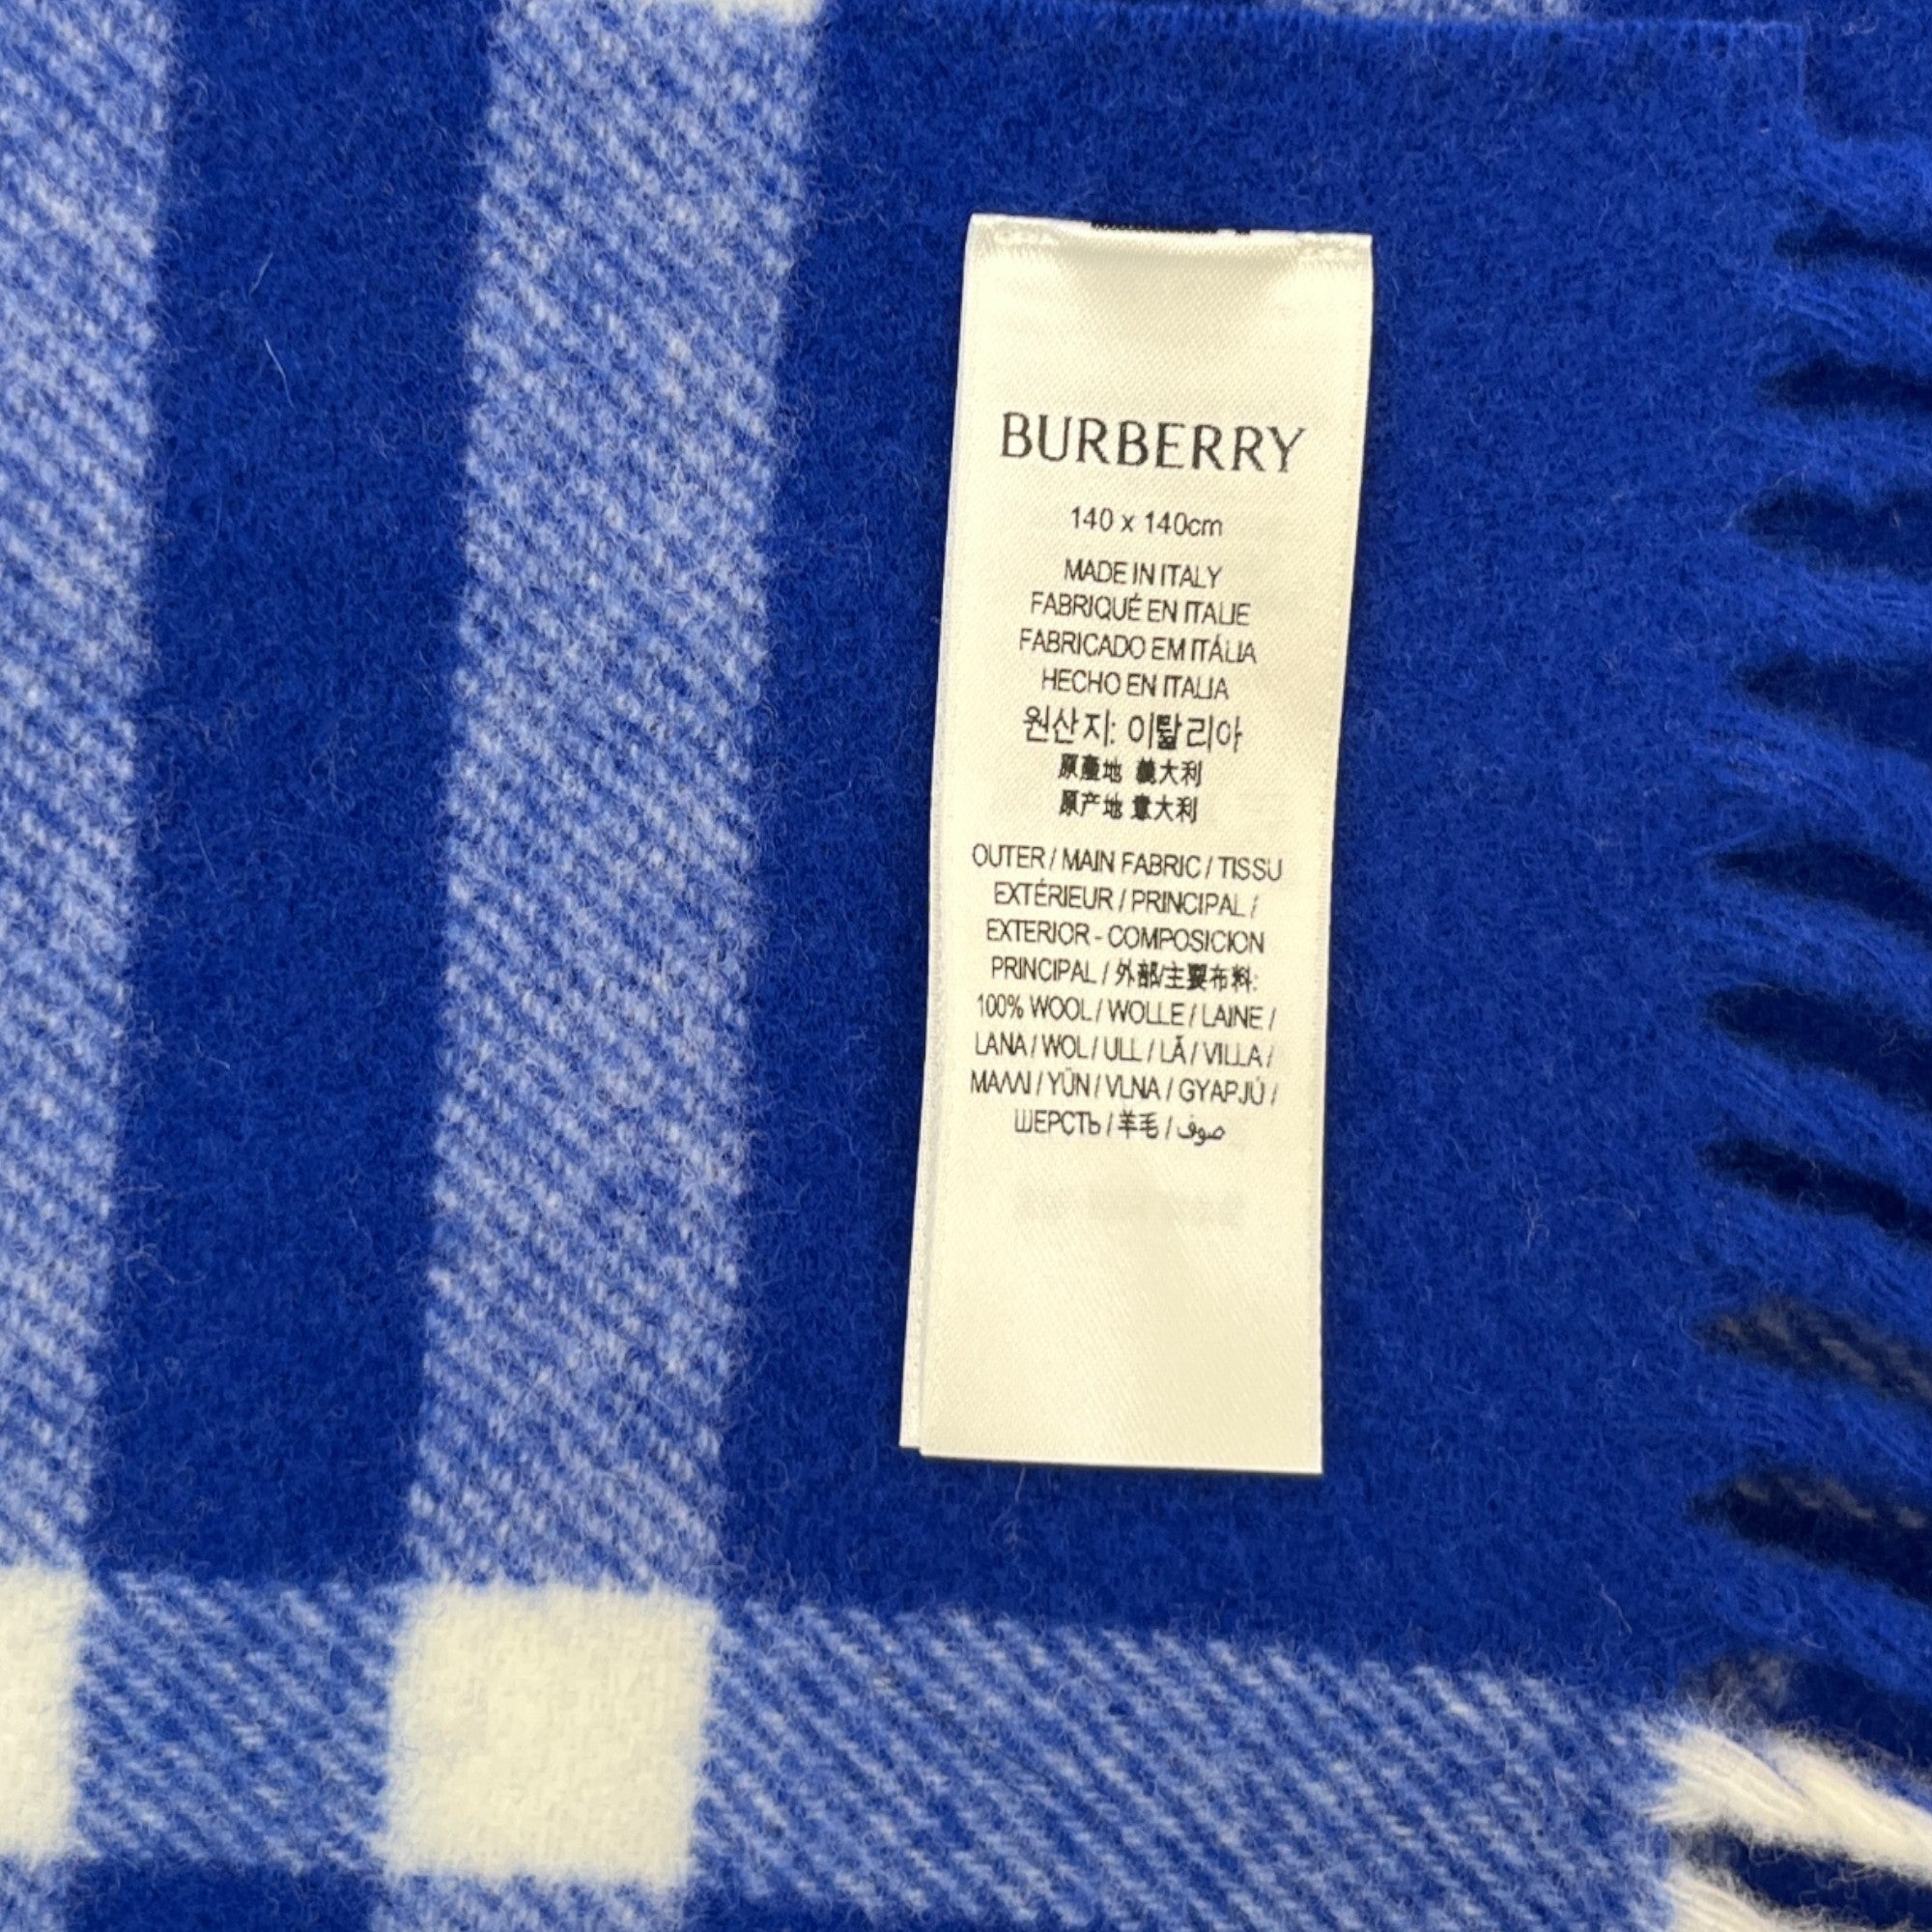 BURBERRY
140 x 140cm
MADE IN ITALY
FABRIQUÉ EN ITALIE
FABRICADO EM ITÁLIA
HECHO EN ITALIA
원산지: 이탈리아
原產地 義大利
原产地 意大利
OUTER / MAIN FABRIC / TISSU
EXTÉRIEUR / PRINCIPAL /
EXTERIOR - COMPOSICION
PRINCIPAL / 外部/主要布料:
100% WOOL / WOLLE / LAINE /
LANA / WOL / ULL / LÃ / VILLA /
ΜΑΛΛΙ / YÜN / VLNA / GYAPJÚ /
ШЕРСТЬ / 羊毛 / صوف